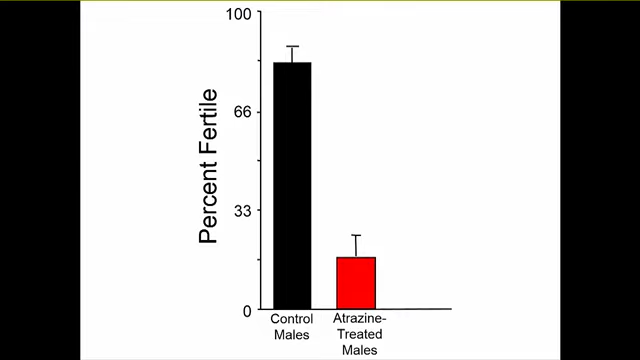 100
66
33
0
Percent Fertile
Control
Males
Atrazine-
Treated
Males